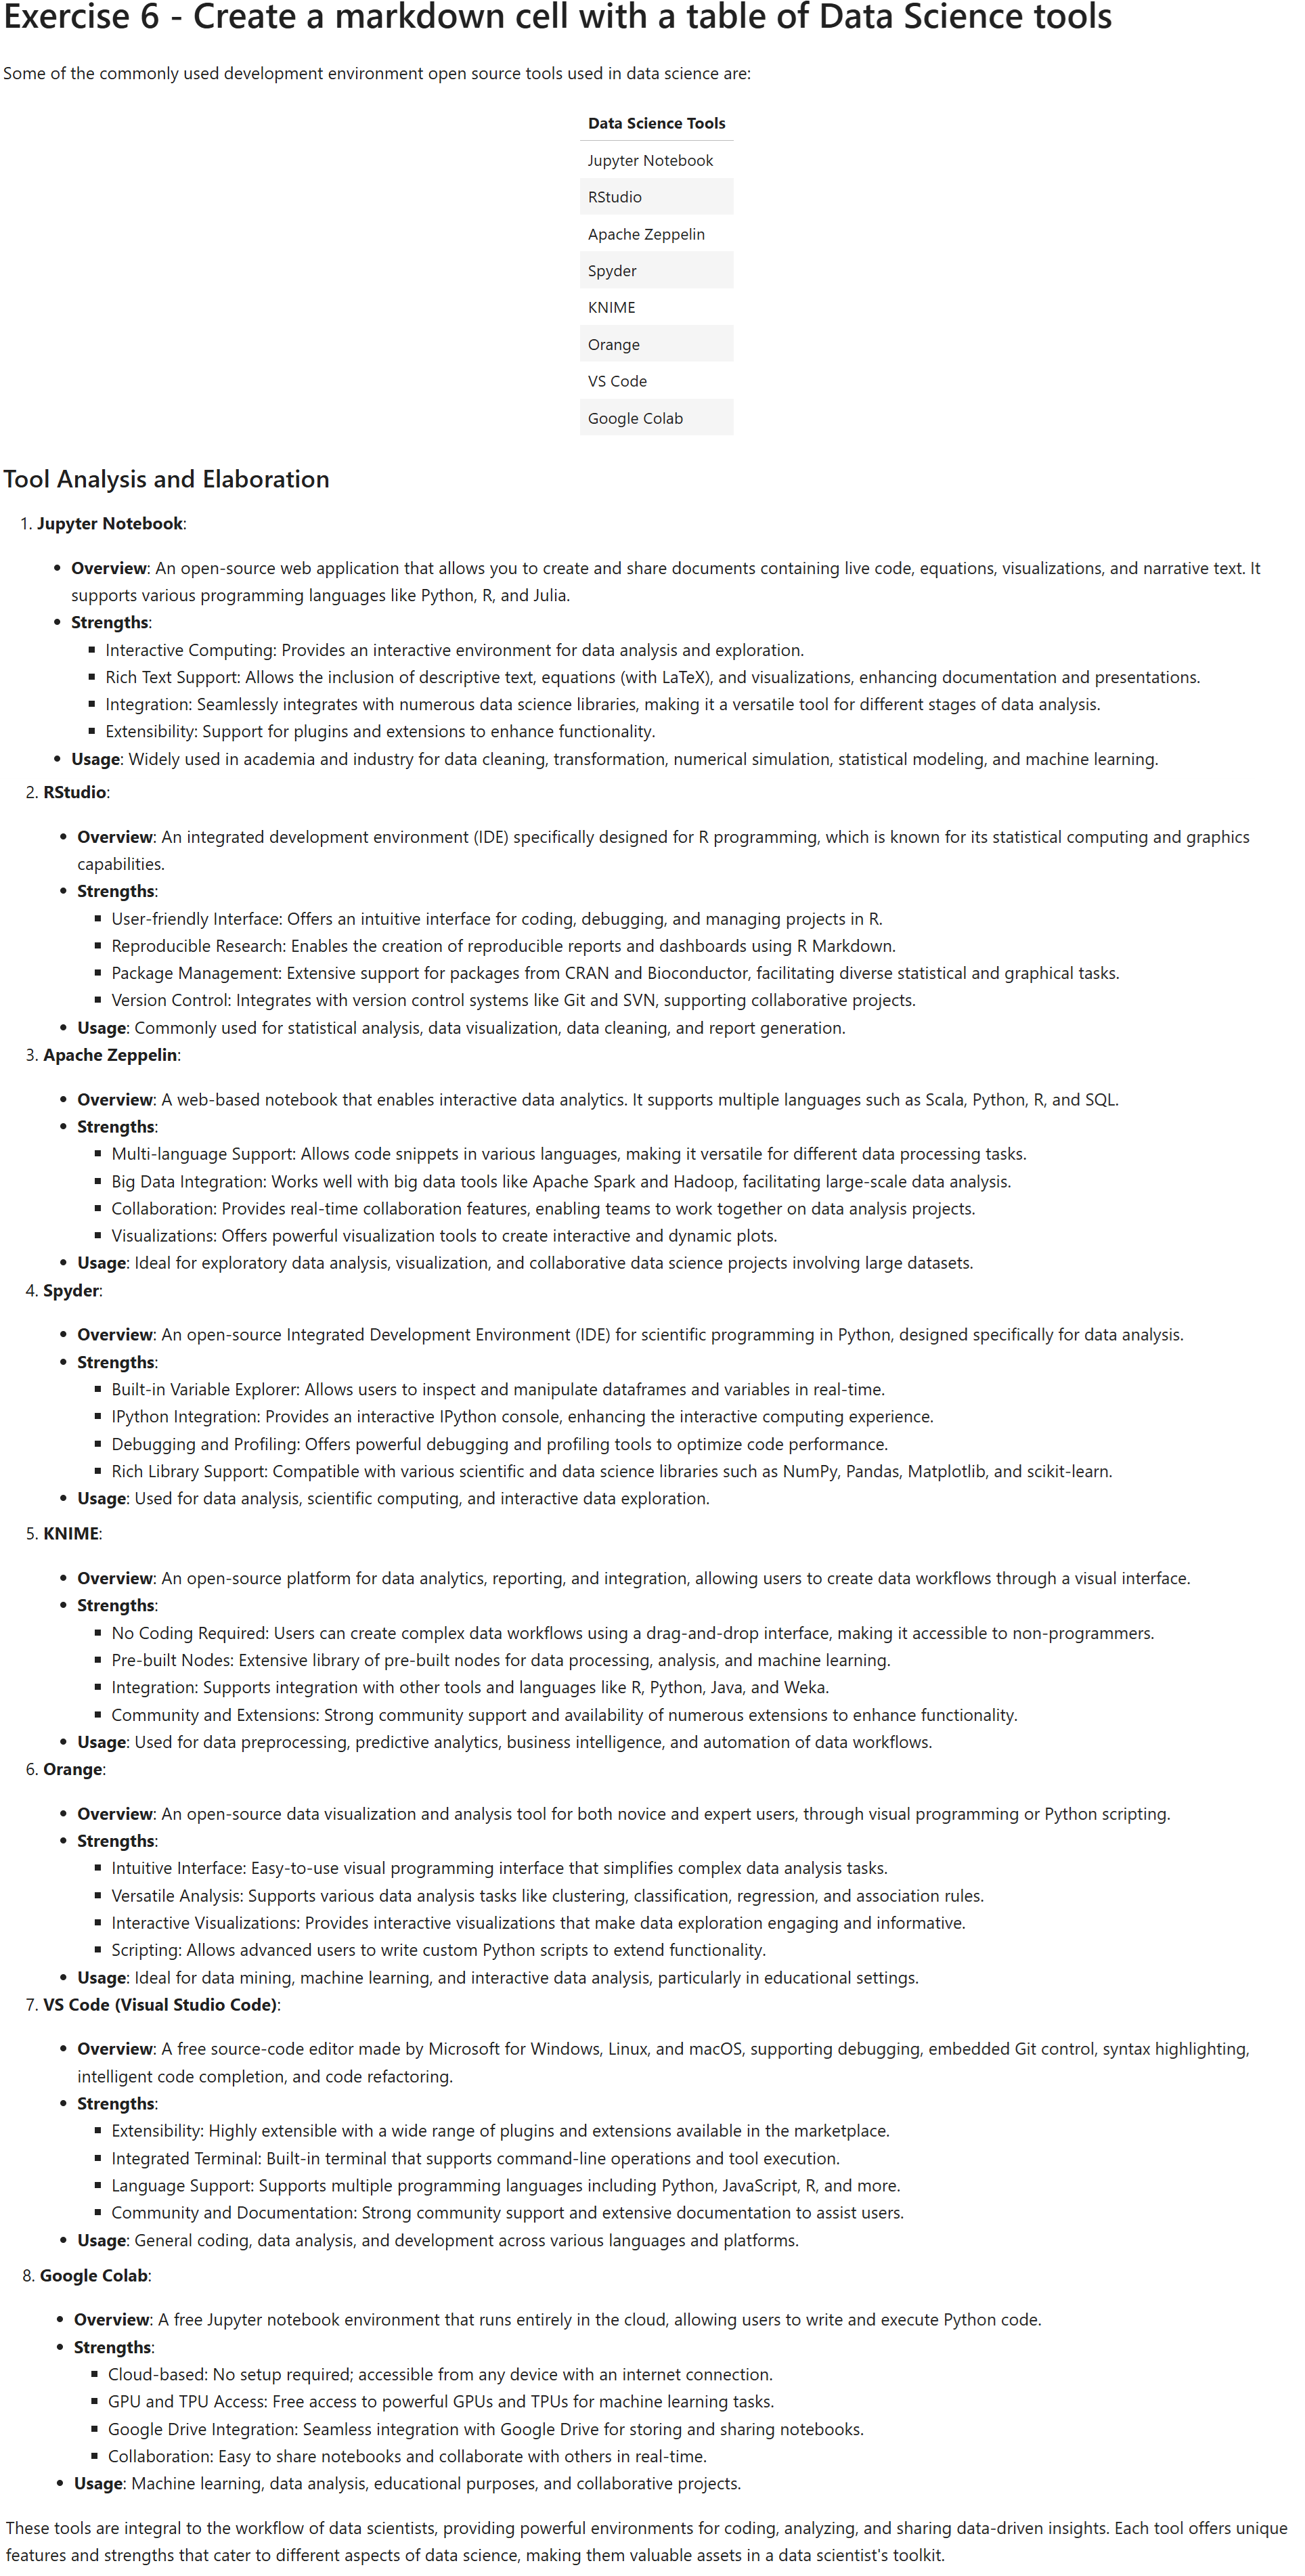 Exercise 6 - Create a markdown cell with a table of Data Science tools
Some of the commonly used development environment open source tools used in data science are:
Data Science Tools
Jupyter Notebook
RStudio
Apache Zeppelin
Spyder
KNIME
Orange
VS Code
Google Colab
Tool Analysis and Elaboration
1. Jupyter Notebook:
• Overview: An open-source web application that allows you to create and share documents containing live code, equations, visualizations, and narrative text. It
supports various programming languages like Python, R, and Julia.
• Strengths:
▪ Interactive Computing: Provides an interactive environment for data analysis and exploration.
▪ Rich Text Support: Allows the inclusion of descriptive text, equations (with LaTeX), and visualizations, enhancing documentation and presentations.
▪ Integration: Seamlessly integrates with numerous data science libraries, making it a versatile tool for different stages of data analysis.
▪ Extensibility: Support for plugins and extensions to enhance functionality.
• Usage: Widely used in academia and industry for data cleaning, transformation, numerical simulation, statistical modeling, and machine learning.
2. RStudio:
• Overview: An integrated development environment (IDE) specifically designed for R programming, which is known for its statistical computing and graphics
capabilities.
• Strengths:
▪ User-friendly Interface: Offers an intuitive interface for coding, debugging, and managing projects in R.
▪ Reproducible Research: Enables the creation of reproducible reports and dashboards using R Markdown.
▪ Package Management: Extensive support for packages from CRAN and Bioconductor, facilitating diverse statistical and graphical tasks.
▪ Version Control: Integrates with version control systems like Git and SVN, supporting collaborative projects.
• Usage: Commonly used for statistical analysis, data visualization, data cleaning, and report generation.
3. Apache Zeppelin:
• Overview: A web-based notebook that enables interactive data analytics. It supports multiple languages such as Scala, Python, R, and SQL.
• Strengths:
▪ Multi-language Support: Allows code snippets in various languages, making it versatile for different data processing tasks.
▪ Big Data Integration: Works well with big data tools like Apache Spark and Hadoop, facilitating large-scale data analysis.
▪ Collaboration: Provides real-time collaboration features, enabling teams to work together on data analysis projects.
▪ Visualizations: Offers powerful visualization tools to create interactive and dynamic plots.
• Usage: Ideal for exploratory data analysis, visualization, and collaborative data science projects involving large datasets.
4. Spyder:
• Overview: An open-source Integrated Development Environment (IDE) for scientific programming in Python, designed specifically for data analysis.
• Strengths:
▪ Built-in Variable Explorer: Allows users to inspect and manipulate dataframes and variables in real-time.
▪ IPython Integration: Provides an interactive IPython console, enhancing the interactive computing experience.
▪ Debugging and Profiling: Offers powerful debugging and profiling tools to optimize code performance.
▪ Rich Library Support: Compatible with various scientific and data science libraries such as NumPy, Pandas, Matplotlib, and scikit-learn.
• Usage: Used for data analysis, scientific computing, and interactive data exploration.
5. KNIME:
• Overview: An open-source platform for data analytics, reporting, and integration, allowing users to create data workflows through a visual interface.
• Strengths:
▪ No Coding Required: Users can create complex data workflows using a drag-and-drop interface, making it accessible to non-programmers.
▪ Pre-built Nodes: Extensive library of pre-built nodes for data processing, analysis, and machine learning.
▪ Integration: Supports integration with other tools and languages like R, Python, Java, and Weka.
▪ Community and Extensions: Strong community support and availability of numerous extensions to enhance functionality.
• Usage: Used for data preprocessing, predictive analytics, business intelligence, and automation of data workflows.
6. Orange:
• Overview: An open-source data visualization and analysis tool for both novice and expert users, through visual programming or Python scripting.
• Strengths:
▪ Intuitive Interface: Easy-to-use visual programming interface that simplifies complex data analysis tasks.
▪ Versatile Analysis: Supports various data analysis tasks like clustering, classification, regression, and association rules.
▪ Interactive Visualizations: Provides interactive visualizations that make data exploration engaging and informative.
▪ Scripting: Allows advanced users to write custom Python scripts to extend functionality.
• Usage: Ideal for data mining, machine learning, and interactive data analysis, particularly in educational settings.
7. VS Code (Visual Studio Code):
• Overview: A free source-code editor made by Microsoft for Windows, Linux, and macOS, supporting debugging, embedded Git control, syntax highlighting,
intelligent code completion, and code refactoring.
• Strengths:
▪ Extensibility: Highly extensible with a wide range of plugins and extensions available in the marketplace.
▪ Integrated Terminal: Built-in terminal that supports command-line operations and tool execution.
▪ Language Support: Supports multiple programming languages including Python, JavaScript, R, and more.
▪ Community and Documentation: Strong community support and extensive documentation to assist users.
• Usage: General coding, data analysis, and development across various languages and platforms.
8. Google Colab:
• Overview: A free Jupyter notebook environment that runs entirely in the cloud, allowing users to write and execute Python code.
• Strengths:
▪ Cloud-based: No setup required; accessible from any device with an internet connection.
▪ GPU and TPU Access: Free access to powerful GPUs and TPUs for machine learning tasks.
▪ Google Drive Integration: Seamless integration with Google Drive for storing and sharing notebooks.
▪ Collaboration: Easy to share notebooks and collaborate with others in real-time.
• Usage: Machine learning, data analysis, educational purposes, and collaborative projects.
These tools are integral to the workflow of data scientists, providing powerful environments for coding, analyzing, and sharing data-driven insights. Each tool offers unique
features and strengths that cater to different aspects of data science, making them valuable assets in a data scientist's toolkit.